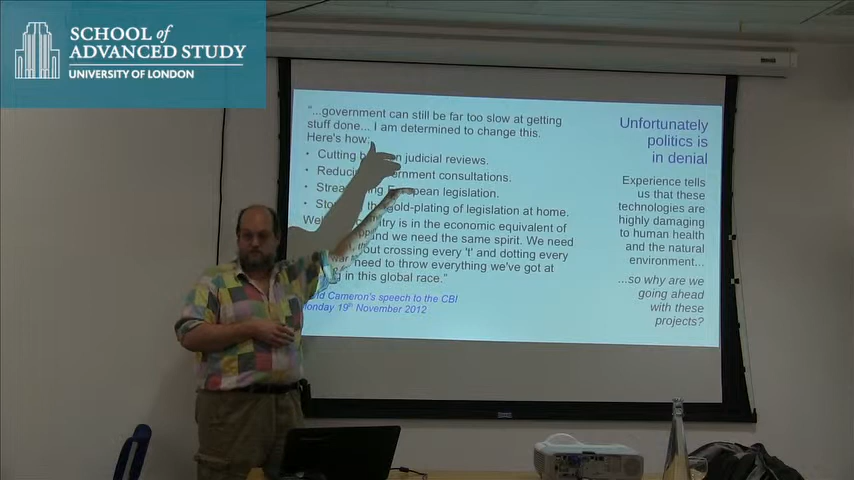 SCHOOL of
ADVANCED STUDY
UNIVERSITY OF LONDON
"...government can still be far too slow at getting
stuff done... I am determined to change this.
Here's how:
• Cutting judicial reviews.
• government consultations.
• European legislation.
• the gold-plating of legislation at home.
is in the economic equivalent of
and we need the same spirit. We need
crossing every 't' and dotting every
need to throw everything we've got at
in this global race."
Cameron's speech to the CBI
Monday 19th November 2012
Unfortunately
politics is
in denial
Experience tells
us that these
technologies are
highly damaging
to human health
and the natural
environment...
...so why are we
going ahead
with these
projects?